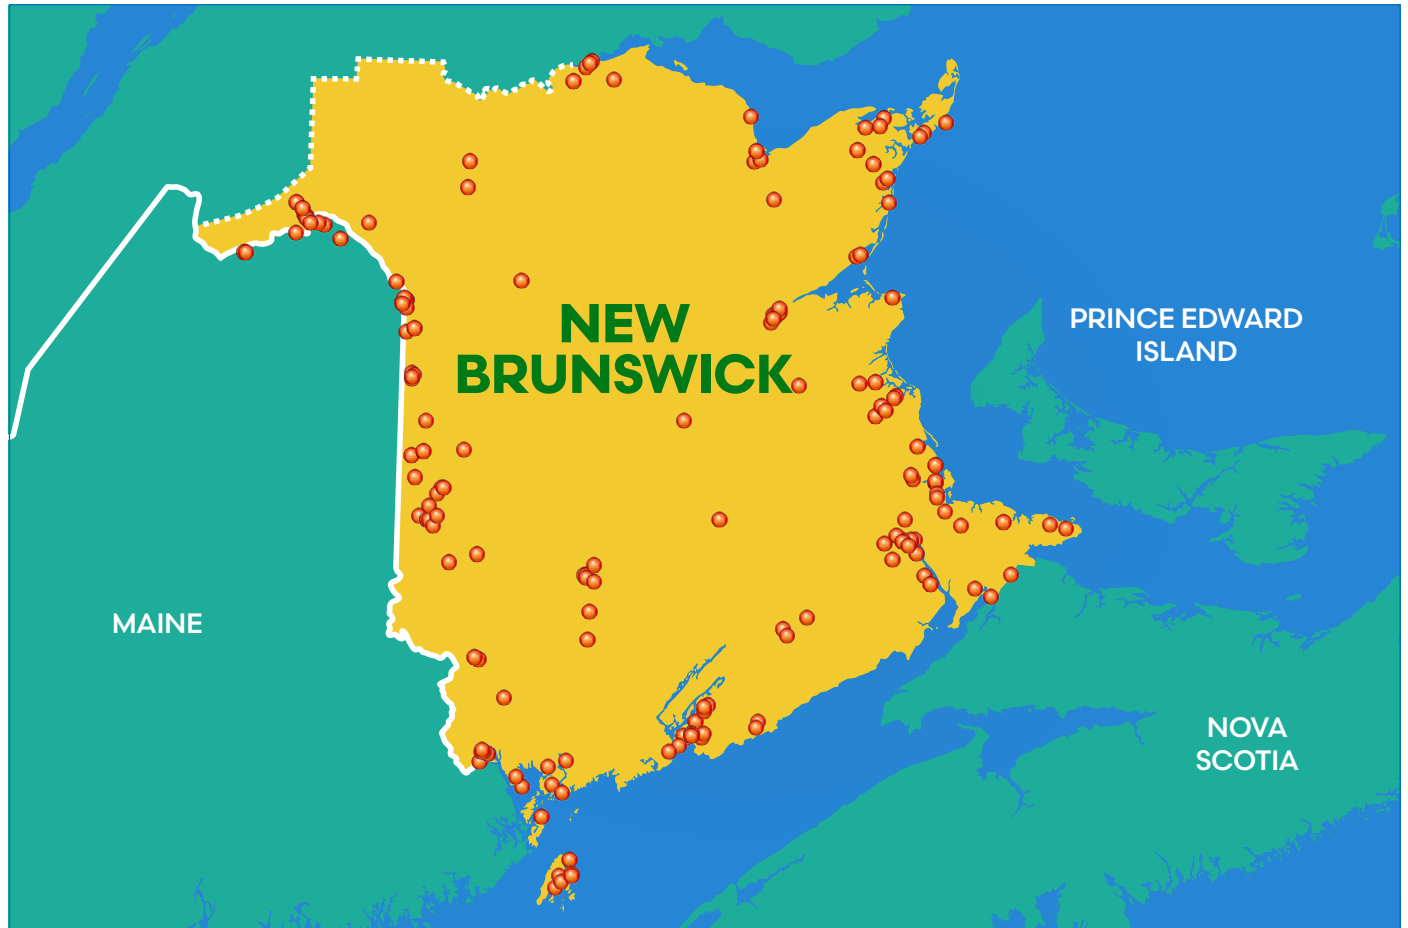 NEW
BRUNSWICK
PRINCE EDWARD
ISLAND
MAINE
NOVA
SCOTIA